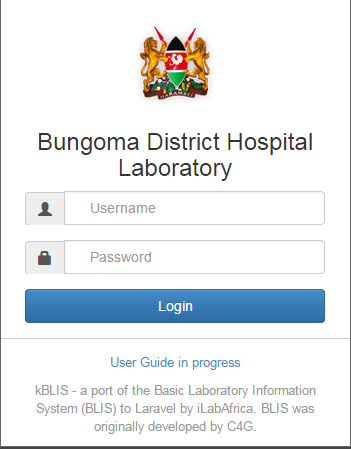 HARAMBEE
Bungoma District Hospital
Laboratory
Username
Password
Login
User Guide in progress
kBLIS - a port of the Basic Laboratory Information
System (BLIS) to Laravel by iLabAfrica. BLIS was
originally developed by C4G.